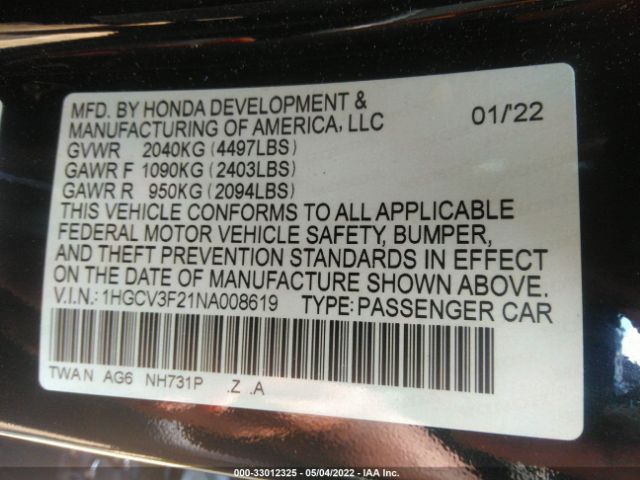 MFD. BY HONDA DEVELOPMENT &
MANUFACTURING OF AMERICA, LLC 01/'22
GVWR 2040KG (4497LBS)
GAWR F 1090KG (2403LBS)
GAWR R 950KG (2094LBS)
THIS VEHICLE CONFORMS TO ALL APPLICABLE
FEDERAL MOTOR VEHICLE SAFETY, BUMPER,
AND THEFT PREVENTION STANDARDS IN EFFECT
ON THE DATE OF MANUFACTURE SHOWN ABOVE.
V.I.N.: 1HGCV3F21NA008619 TYPE: PASSENGER CAR
TWA N AG6 NH731P .Z .A
000-33012325 - 05/04/2022 - IAA Inc.